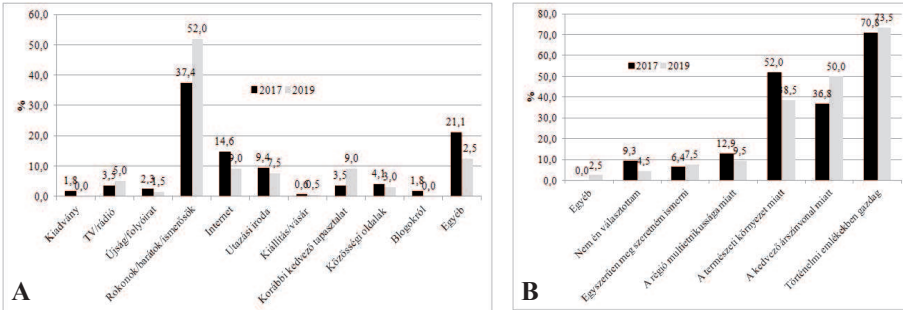 60,0
50,0
40,0
30,0
20,0
10,0
0,0
%
2017 2019
1,8 0,0
3,5 5,0
2,3 1,5
37,4 52,0
14,6 9,0
9,4 7,5
0,6 0,5
3,5 9,0
4,1 3,0
1,8 0,0
21,1 2,5
Kiadvány
TV/rádió
Újság/folyóirat
Rokonok/barátok/ismerősök
Internet
Utazási iroda
Kiállítás/vásár
Korábbi kedvező tapasztalat
Közösségi oldalak
Blogokról
Egyéb
A
80,0
70,0
60,0
50,0
40,0
30,0
20,0
10,0
0,0
%
2017 2019
0,0 2,5
9,3 4,5
6,4 7,5
12,9 9,5
52,0 38,5
36,8 50,0
70,8 73,5
Egyéb
Nem én választottam
Egyszerűen meg szeretném ismerni
A régió multietnikussága miatt
A természeti környezet miatt
A kedvező árszínvonal miatt
Történelmi emlékekben gazdag
B